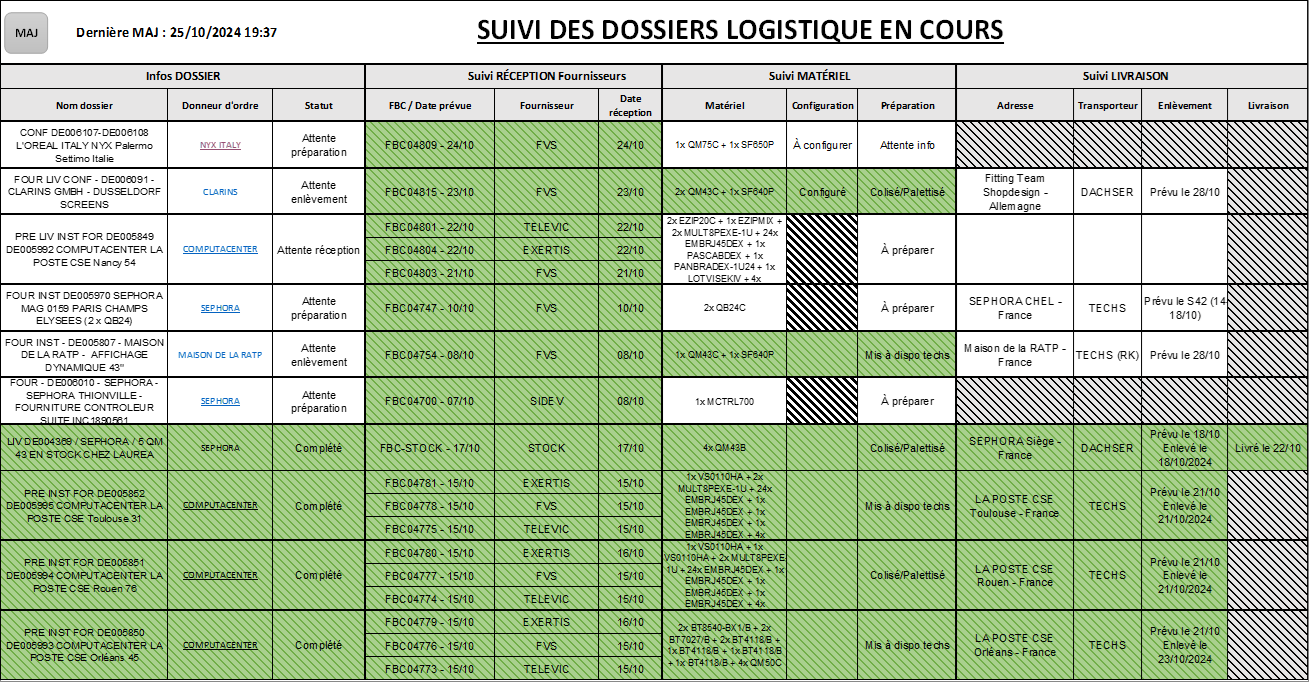 MAJ
Dernière MAJ : 25/10/2024 19:37
SUIVI DES DOSSIERS LOGISTIQUE EN COURS
Infos DOSSIER
Suivi RÉCEPTION Fournisseurs
Suivi MATÉRIEL
Suivi LIVRAISON
Nom dossier
Donneur d'ordre
Statut
FBC / Date prévue
Fournisseur
Date
réception
Matériel
Configuration
Préparation
Adresse
Transporteur
Enlèvement
Livraison
CONF DE006107-DE006108
L'OREAL ITALY NYX Palermo
Settimo Italie
NYX ITALY
Attente
préparation
FBC04809 - 24/10
FVS
24/10
1x QM75C + 1x SF650P
À configurer
Attente info
FOUR LIV CONF - DE006091 -
CLARINS GMBH - DUSSELDORF
SCREENS
CLARINS
Attente
enlèvement
FBC04815 - 23/10
FVS
23/10
2x QM43C + 1x SF640P
Configuré
Colisé/Palettisé
Fitting Team
Shopdesign -
Allemagne
DACHSER
Prévu le 28/10
PRE LIV INST FOR DE005849
DE005992 COMPUTACENTER LA
POSTE CSE Nancy 54
COMPUTACENTER
Attente réception
FBC04801 - 22/10
TELEVIC
22/10
FBC04804 - 22/10
EXERTIS
22/10
FBC04803 - 21/10
FVS
21/10
2x EZIP20C + 1x EZIPMIX +
2x MULT8PEXE-1U + 24x
EMBRJ45DEX + 1x
PASCABDEX + 1x
PANBRADEX-1U24 + 1x
LOTVISEKIV + 4x
À préparer
FOUR INST DE005970 SEPHORA
MAG 0159 PARIS CHAMPS
ELYSEES (2 x QB24)
SEPHORA
Attente
préparation
FBC04747 - 10/10
FVS
10/10
2x QB24C
À préparer
SEPHORA CHEL -
France
TECHS
Prévu le S42 (14-
18/10)
FOUR INST - DE005807 - MAISON
DE LA RATP - AFFICHAGE
DYNAMIQUE 43"
MAISON DE LA RATP
Attente
enlèvement
FBC04754 - 08/10
FVS
08/10
1x QM43C + 1x SF640P
Mis à dispo techs
Maison de la RATP -
France
TECHS (RK)
Prévu le 28/10
FOUR - DE006010 - SEPHORA -
SEPHORA THIONVILLE -
FOURNITURE CONTROLEUR
SUITE INC1890561
SEPHORA
Attente
préparation
FBC04700 - 07/10
SIDEV
08/10
1x MCTRL700
À préparer
LIV DE004369 / SEPHORA / 5 QM
43 EN STOCK CHEZ LAUREA
SEPHORA
Complété
FBC-STOCK - 17/10
STOCK
17/10
4x QM43B
Colisé/Palettisé
SEPHORA Siège -
France
DACHSER
Prévu le 18/10
Enlevé le
18/10/2024
Livré le 22/10
PRE INST FOR DE005852
DE005995 COMPUTACENTER LA
POSTE CSE Toulouse 31
COMPUTACENTER
Complété
FBC04781 - 15/10
EXERTIS
15/10
FBC04778 - 15/10
FVS
15/10
FBC04775 - 15/10
TELEVIC
15/10
1x VS0110HA + 2x
MULT8PEXE-1U + 24x
EMBRJ45DEX + 1x
EMBRJ45DEX + 1x
EMBRJ45DEX + 1x
EMBRJ45DEX + 4x
Mis à dispo techs
LA POSTE CSE
Toulouse - France
TECHS
Prévu le 21/10
Enlevé le
21/10/2024
PRE INST FOR DE005851
DE005994 COMPUTACENTER LA
POSTE CSE Rouen 76
COMPUTACENTER
Complété
FBC04780 - 15/10
EXERTIS
16/10
FBC04777 - 15/10
FVS
15/10
FBC04774 - 15/10
TELEVIC
15/10
1x VS0110HA + 1x
VS0110HA + 2x MULT8PEXE-
1U + 24x EMBRJ45DEX + 1x
EMBRJ45DEX + 1x
EMBRJ45DEX + 1x
EMBRJ45DEX + 4x
Colisé/Palettisé
LA POSTE CSE
Rouen - France
TECHS
Prévu le 21/10
Enlevé le
21/10/2024
PRE INST FOR DE005850
DE005993 COMPUTACENTER LA
POSTE CSE Orléans 45
COMPUTACENTER
Complété
FBC04779 - 15/10
EXERTIS
16/10
FBC04776 - 15/10
FVS
15/10
FBC04773 - 15/10
TELEVIC
15/10
2x BT8540-BX1/B + 2x
BT7027/B + 2x BT4118/B +
1x BT4118/B + 1x BT4118/B
+ 1x BT4118/B + 4x QM50C
Mis à dispo techs
LA POSTE CSE
Orléans - France
TECHS
Prévu le 21/10
Enlevé le
23/10/2024